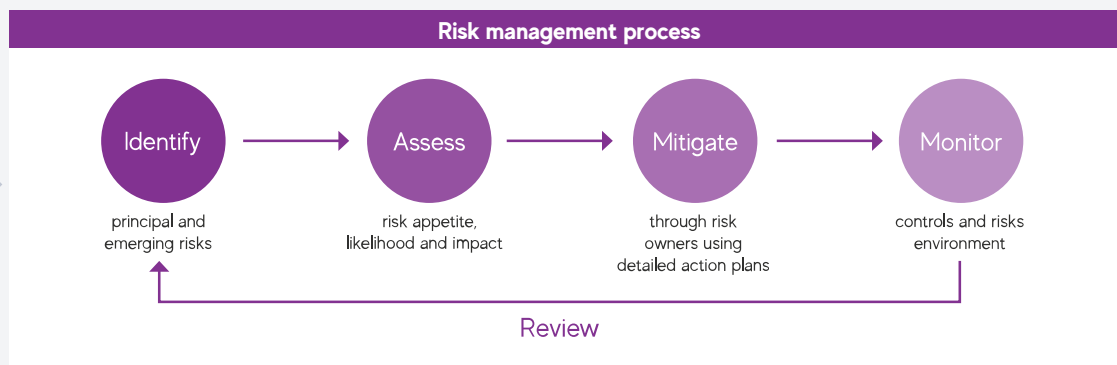 Risk management process
Identify
Assess
Mitigate
Monitor
principal and
emerging risks
risk appetite,
likelihood and impact
through risk
owners using
detailed action plans
controls and risks
environment
Review